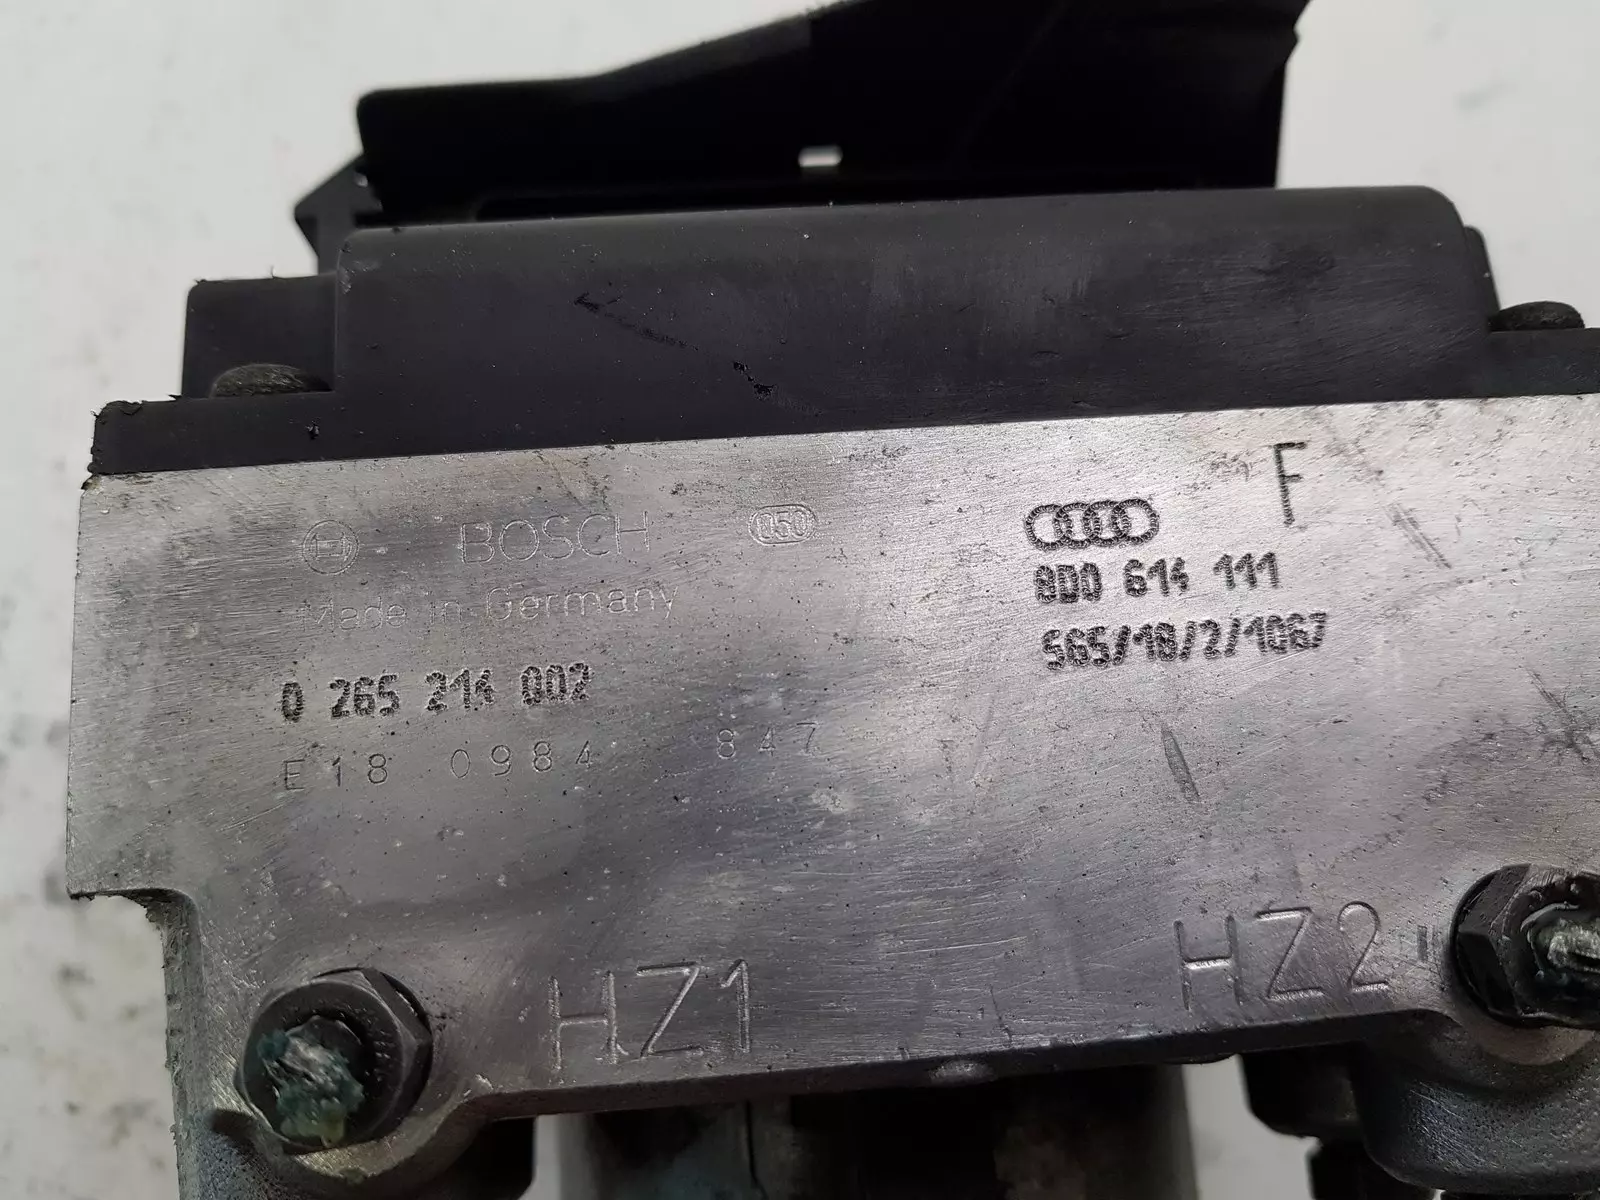 BOSCH 050
Made in Germany
0 265 214 002
E18 0984 847
F
8D0 614 111
565/18/2/1067
HZ1
HZ2